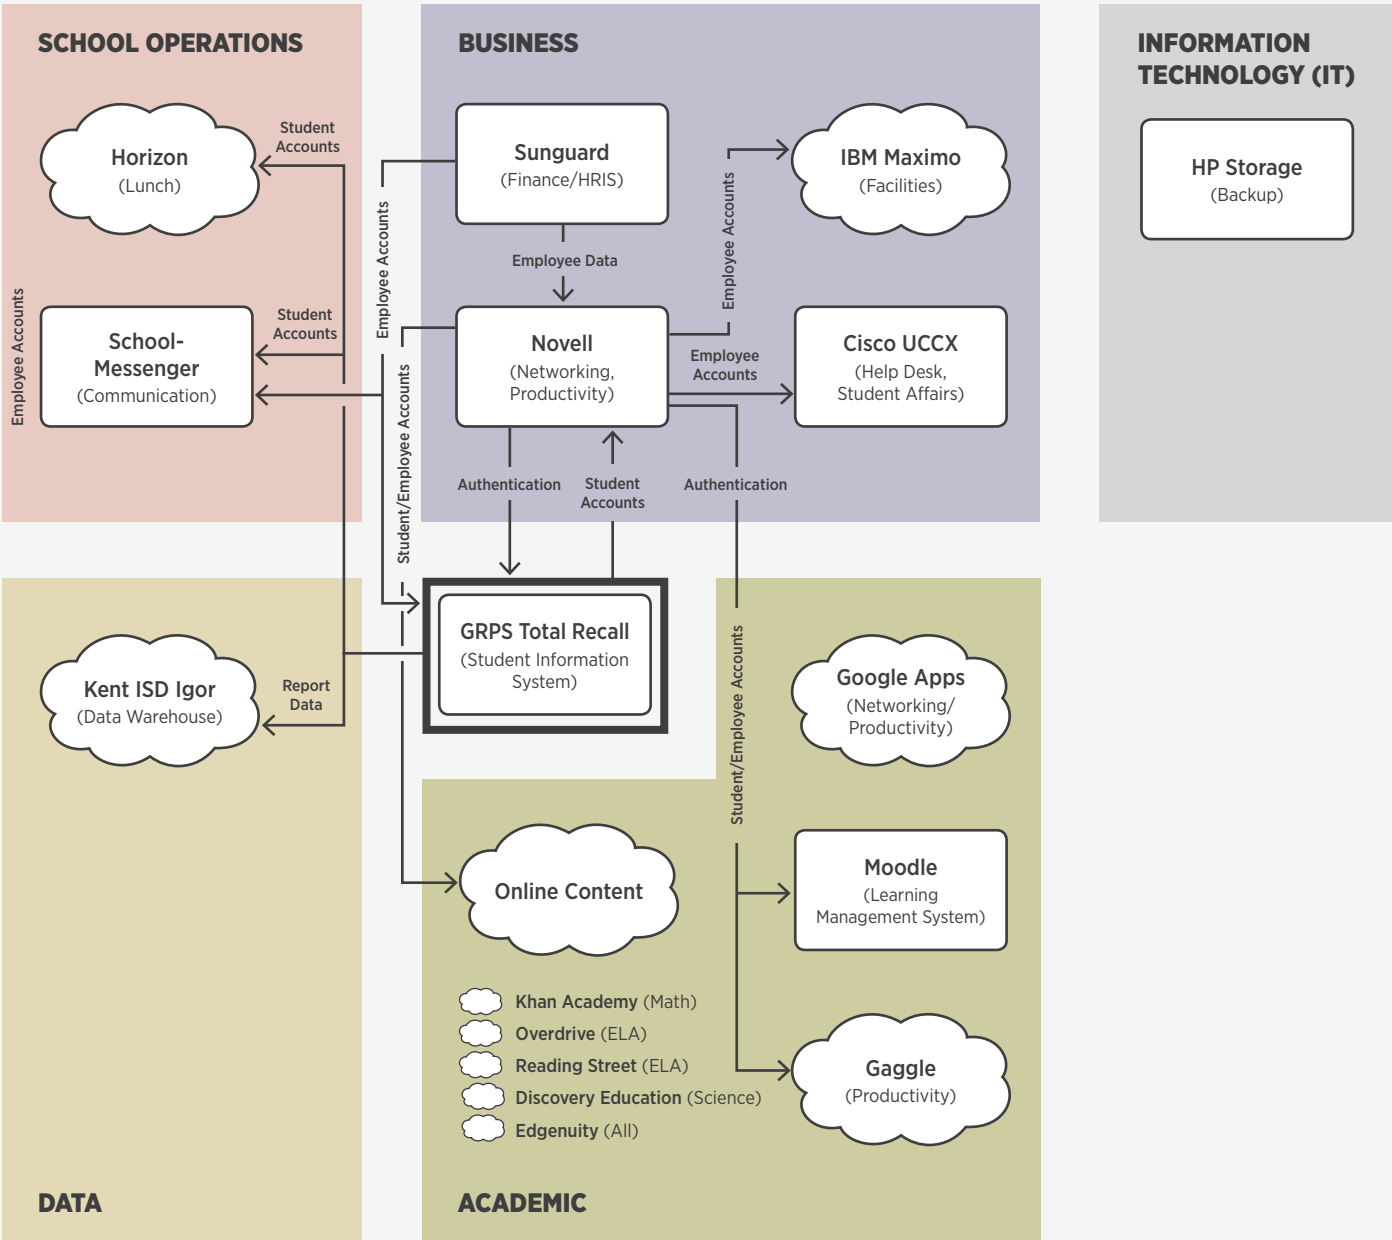 SCHOOL OPERATIONS
BUSINESS
INFORMATION
TECHNOLOGY (IT)
Horizon
(Lunch)
Student
Accounts
School-
Messenger
(Communication)
Student
Accounts
Employee Accounts
Employee Accounts
Student/Employee Accounts
Sunguard
(Finance/HRIS)
Employee Data
Novell
(Networking,
Productivity)
Employee Accounts
IBM Maximo
(Facilities)
Employee
Accounts
Cisco UCCX
(Help Desk,
Student Affairs)
HP Storage
(Backup)
Authentication
Student
Accounts
Authentication
GRPS Total Recall
(Student Information
System)
Kent ISD Igor
(Data Warehouse)
Report
Data
Student/Employee Accounts
Google Apps
(Networking/
Productivity)
Online Content
Moodle
(Learning
Management System)
Khan Academy (Math)
Overdrive (ELA)
Reading Street (ELA)
Discovery Education (Science)
Edgenuity (All)
Gaggle
(Productivity)
DATA
ACADEMIC